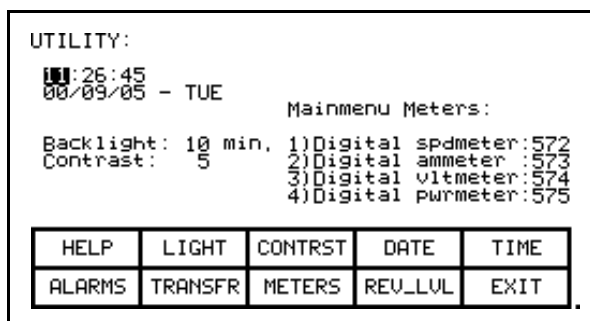 UTILITY:
11:26:45
00/09/05 - TUE
Mainmenu Meters:
Backlight: 10 min. 1)Digital spdmeter:572
Contrast: 5 2)Digital ammeter :573
3)Digital vltmeter:574
4)Digital pwrmeter:575
HELP LIGHT CONTRST DATE TIME
ALARMS TRANSFR METERS REV_LVL EXIT